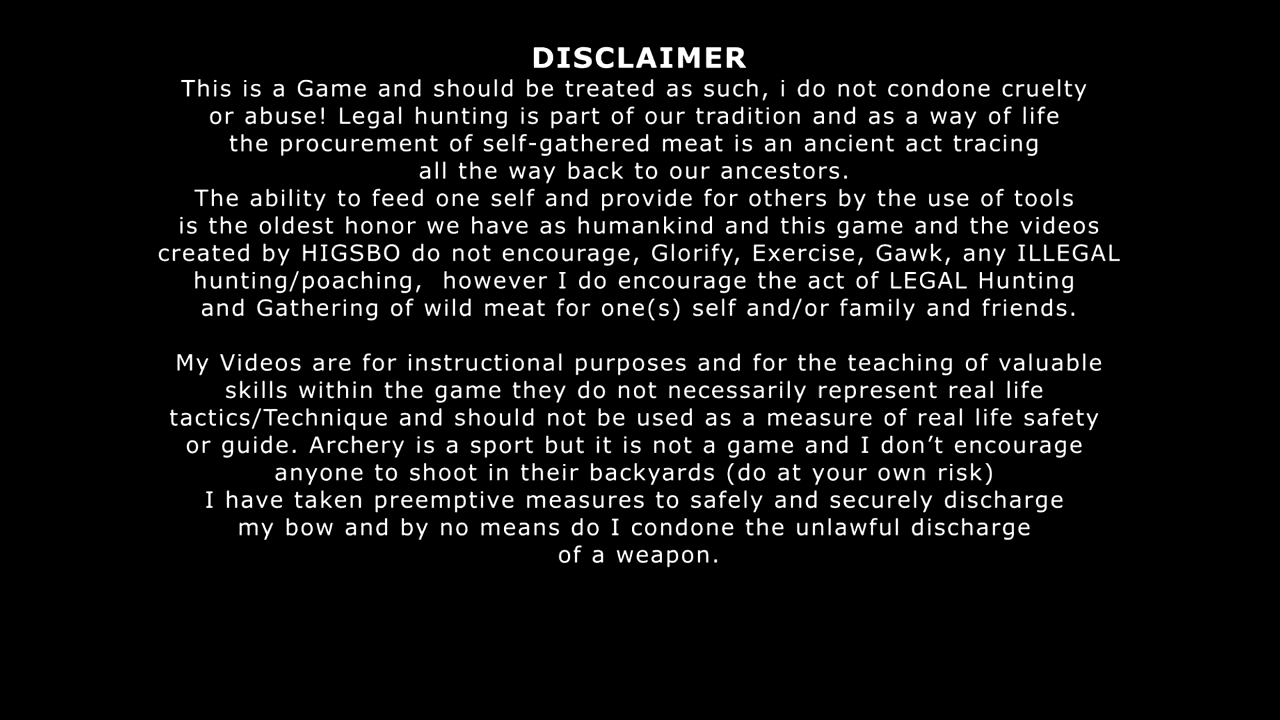 DISCLAIMER
This is a Game and should be treated as such, i do not condone cruelty
or abuse! Legal hunting is part of our tradition and as a way of life
the procurement of self-gathered meat is an ancient act tracing
all the way back to our ancestors.
The ability to feed one self and provide for others by the use of tools
is the oldest honor we have as humankind and this game and the videos
created by HIGSBO do not encourage, Glorify, Exercise, Gawk, any ILLEGAL
hunting/poaching,  however I do encourage the act of LEGAL Hunting
and Gathering of wild meat for one(s) self and/or family and friends.
My Videos are for instructional purposes and for the teaching of valuable
skills within the game they do not necessarily represent real life
tactics/Technique and should not be used as a measure of real life safety
or guide. Archery is a sport but it is not a game and I don’t encourage
anyone to shoot in their backyards (do at your own risk)
I have taken preemptive measures to safely and securely discharge
my bow and by no means do I condone the unlawful discharge
of a weapon.